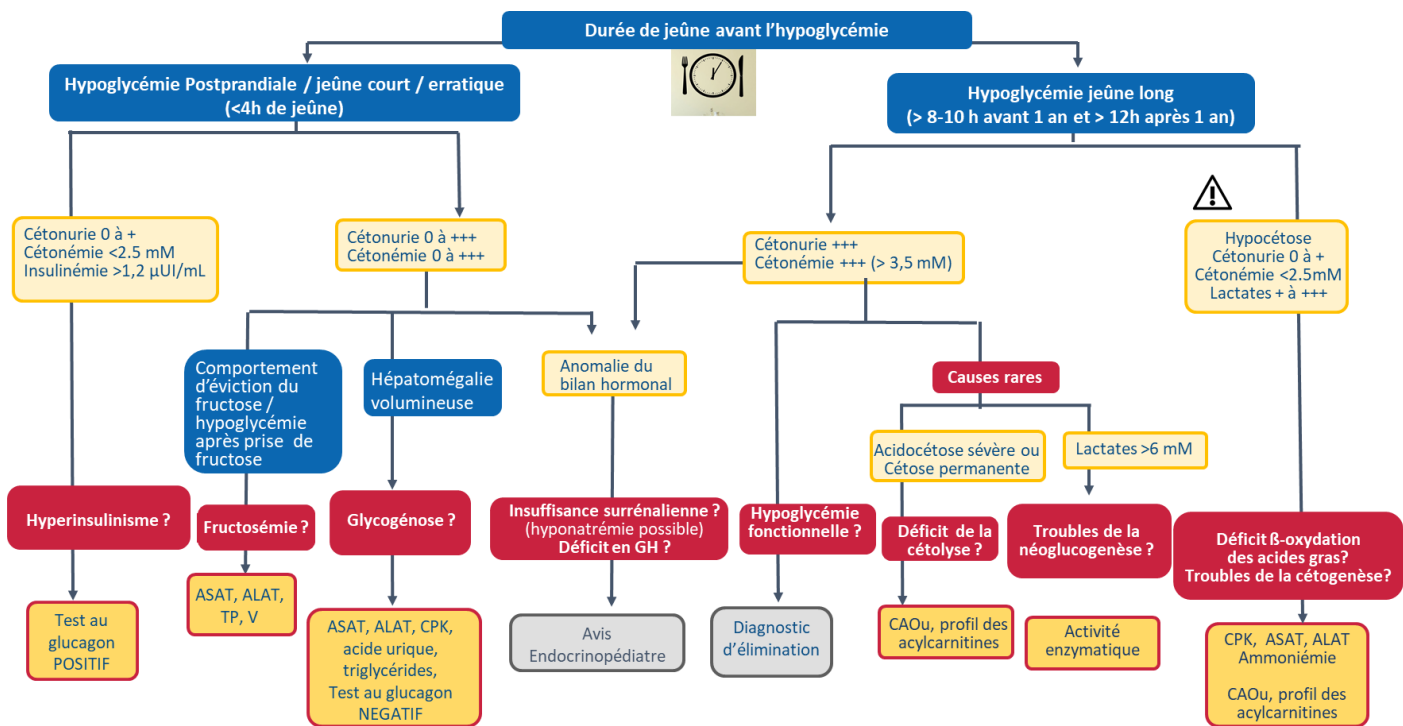 Durée de jeûne avant l'hypoglycémie
Hypoglycémie Postprandiale / jeûne court / erratique
(<4h de jeûne)
Hypoglycémie jeûne long
(> 8-10 h avant 1 an et > 12h après 1 an)
Cétonurie 0 à +
Cétonémie <2.5 mM
Insulinémie >1,2 µUI/mL
Cétonurie 0 à +++
Cétonémie 0 à +++
Cétonurie +++
Cétonémie +++ (> 3,5 mM)
Hypocétose
Cétonurie 0 à +
Cétonémie <2.5mM
Lactates + à +++
Comportement
d'éviction du
fructose /
hypoglycémie
après prise de
fructose
Hépatomégalie
volumineuse
Anomalie du
bilan hormonal
Causes rares
Acidocétose sévère ou
Cétose permanente
Lactates >6 mM
Hyperinsulinisme ?
Fructosémie ?
Glycogénose ?
Insuffisance surrénalienne ?
(hyponatrémie possible)
Déficit en GH ?
Hypoglycémie
fonctionnelle ?
Déficit de la
cétolyse ?
Troubles de la
néoglucogenèse ?
Déficit ß-oxydation
des acides gras?
Troubles de la cétogenèse?
Test au
glucagon
POSITIF
ASAT, ALAT,
TP, V
ASAT, ALAT, CPK,
acide urique,
triglycérides,
Test au glucagon
NEGATIF
Avis
Endocrinopédiatre
Diagnostic
d'élimination
CAOu, profil des
acylcarnitines
Activité
enzymatique
CPK, ASAT, ALAT
Ammoniémie
CAOu, profil des
acylcarnitines